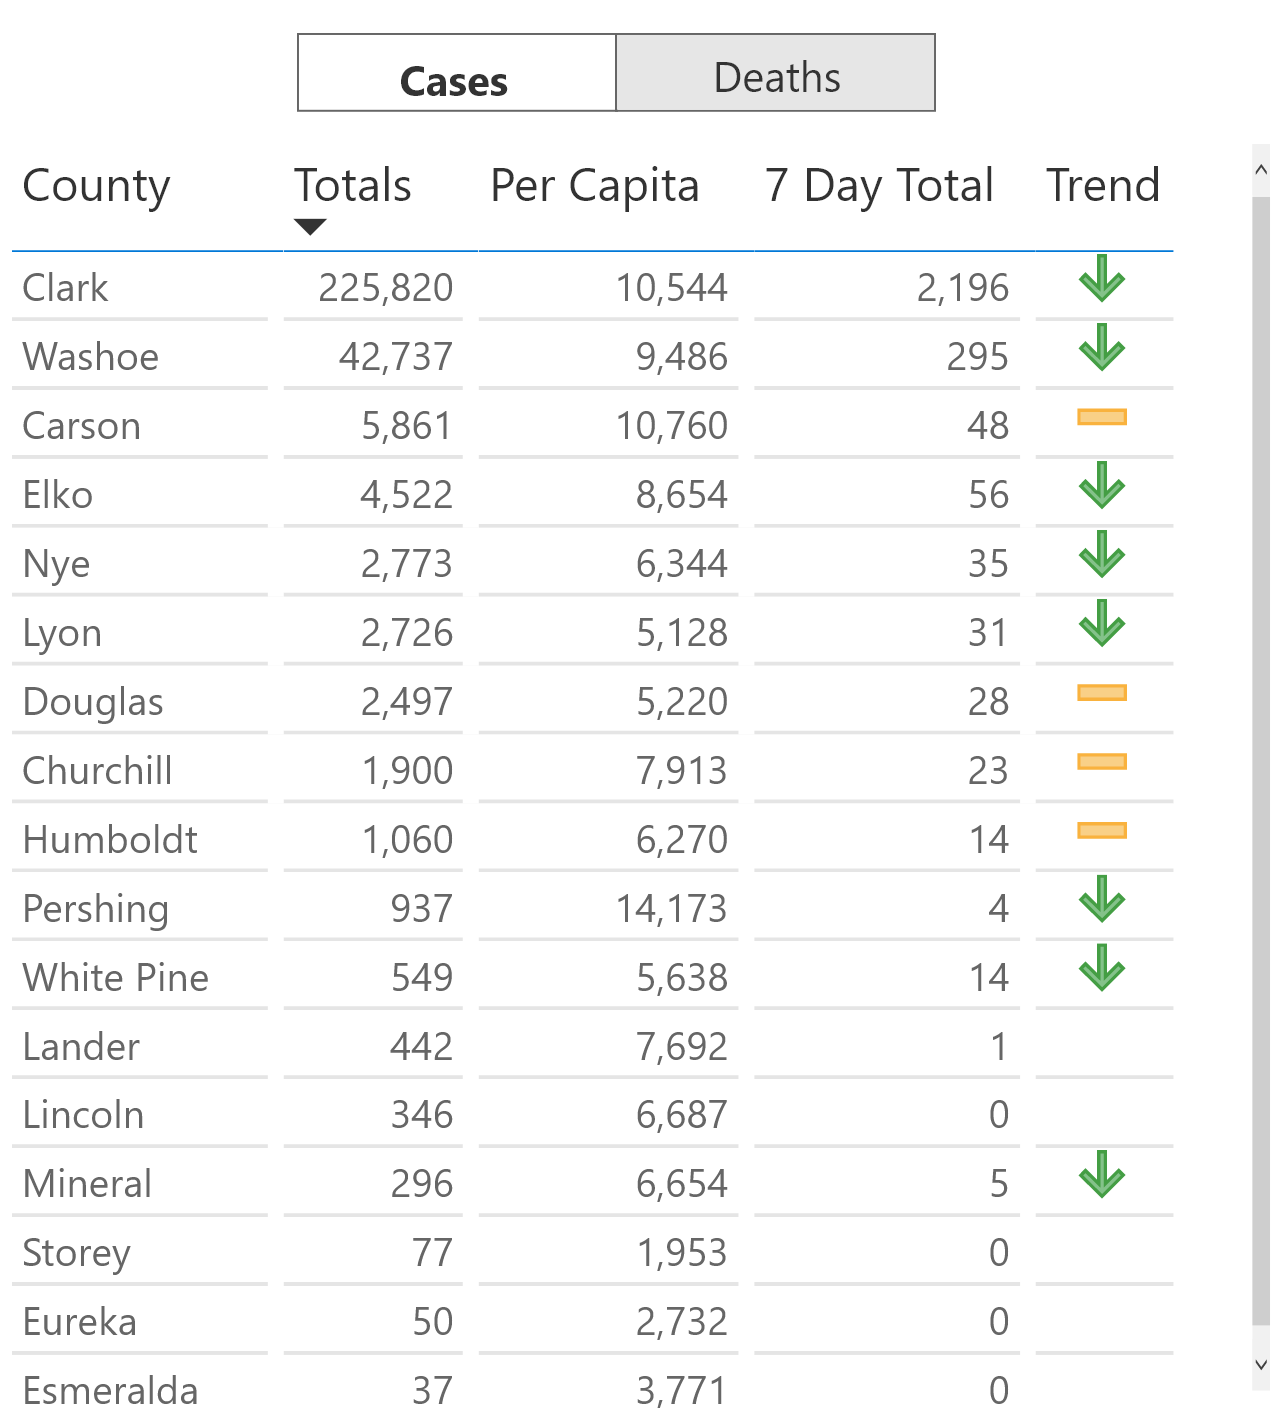 Cases Deaths
County Totals Per Capita 7 Day Total Trend
Clark 225,820 10,544 2,196
Washoe 42,737 9,486 295
Carson 5,861 10,760 48
Elko 4,522 8,654 56
Nye 2,773 6,344 35
Lyon 2,726 5,128 31
Douglas 2,497 5,220 28
Churchill 1,900 7,913 23
Humboldt 1,060 6,270 14
Pershing 937 14,173 4
White Pine 549 5,638 14
Lander 442 7,692 1
Lincoln 346 6,687 0
Mineral 296 6,654 5
Storey 77 1,953 0
Eureka 50 2,732 0
Esmeralda 37 3,771 0